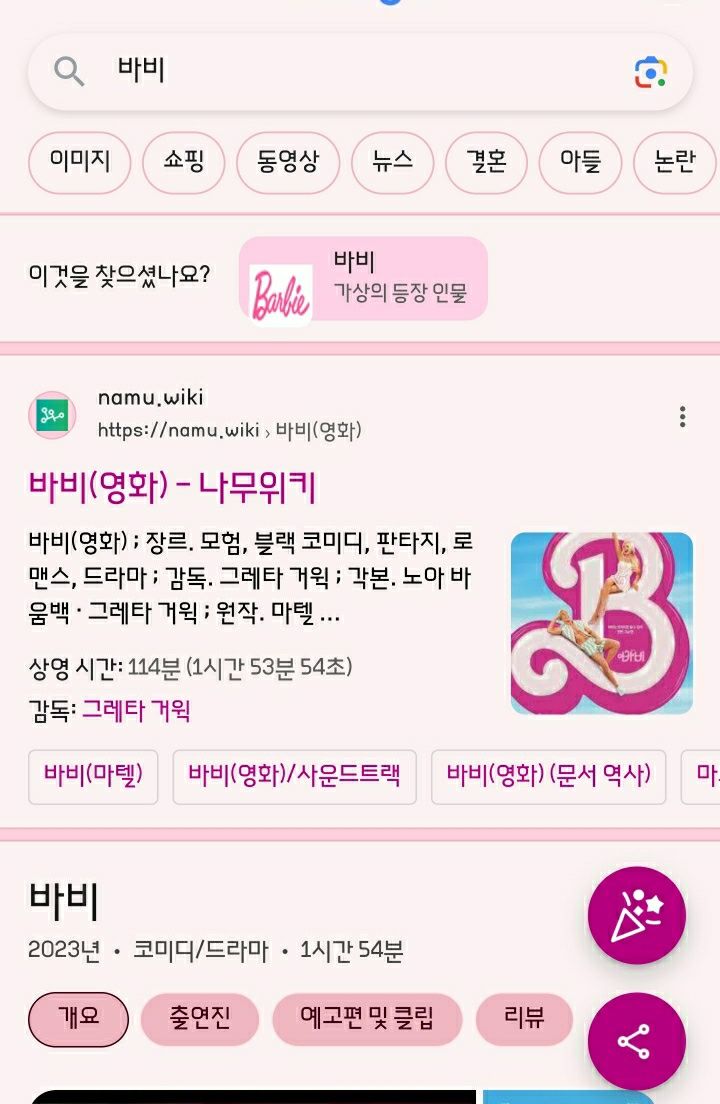 바비
이미지 쇼핑 동영상 뉴스 결혼 아들 논란
이것을 찾으셨나요?
Barbie
바비
가상의 등장 인물
namu.wiki
https://namu.wiki › 바비(영화)
바비(영화) - 나무위키
바비(영화) ; 장르. 모험, 블랙 코미디, 판타지, 로
맨스, 드라마 ; 감독. 그레타 거윅 ; 각본. 노아 바
움백 · 그레타 거윅 ; 원작. 마텔 ...
상영 시간: 114분 (1시간 53분 54초)
감독: 그레타 거윅
바비(마텔) 바비(영화)/사운드트랙 바비(영화) (문서 역사)
바비
2023년 • 코미디/드라마 • 1시간 54분
개요 출연진 예고편 및 클립 리뷰